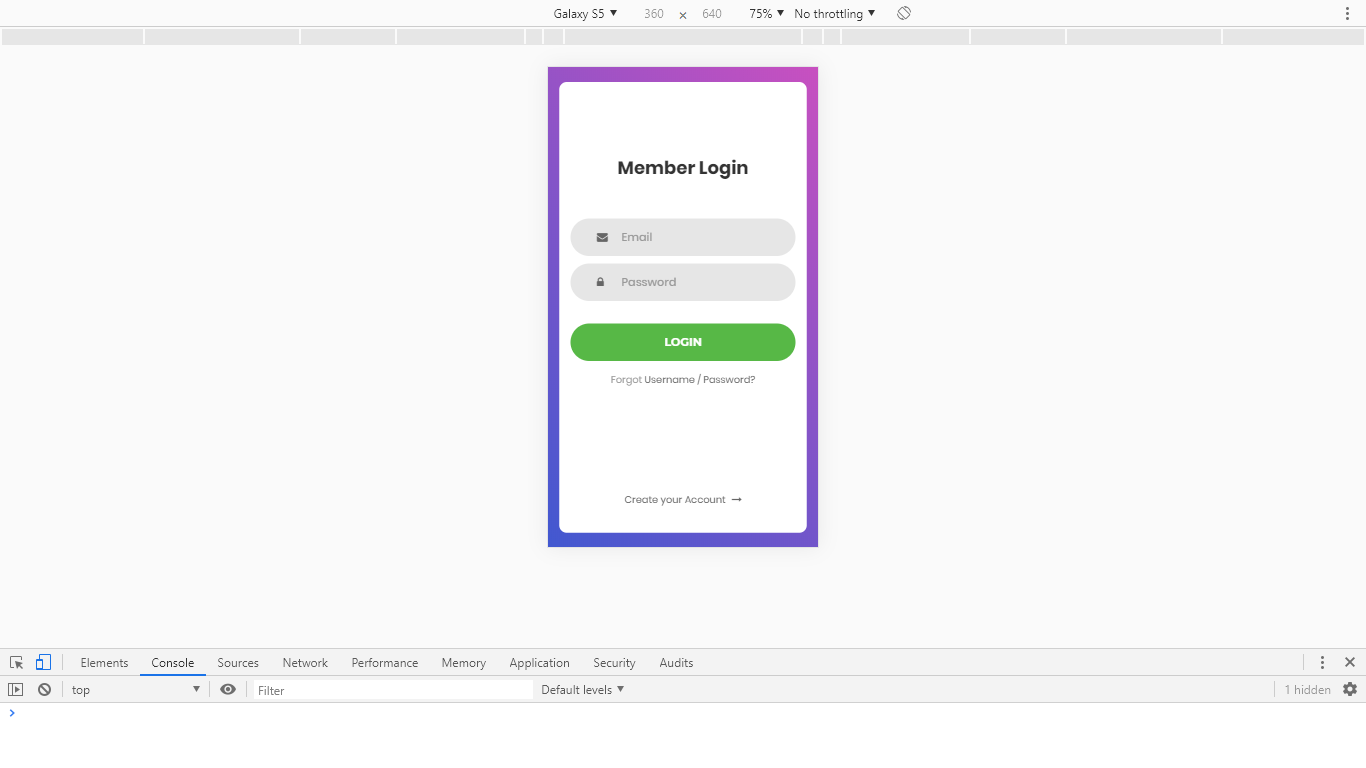 Galaxy S5 360 × 640 75% No throttling
Member Login
Email
Password
LOGIN
Forgot Username / Password?
Create your Account
Elements Console Sources Network Performance Memory Application Security Audits
top Filter Default levels 1 hidden